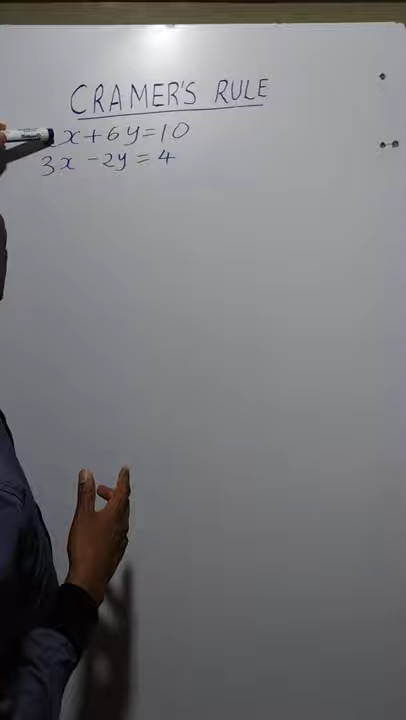 CRAMER'S RULE
x + 6y = 10
3x - 2y = 4